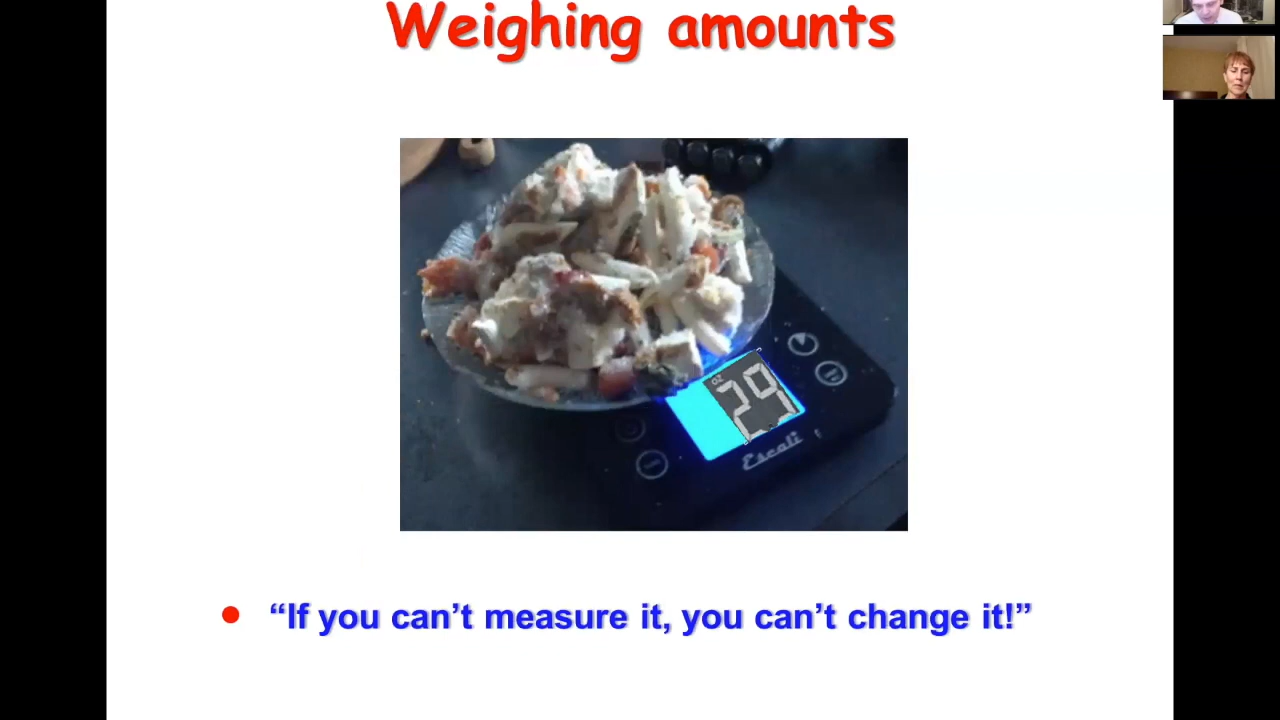 Weighing amounts
OZ
29
Escali
“If you can’t measure it, you can’t change it!”